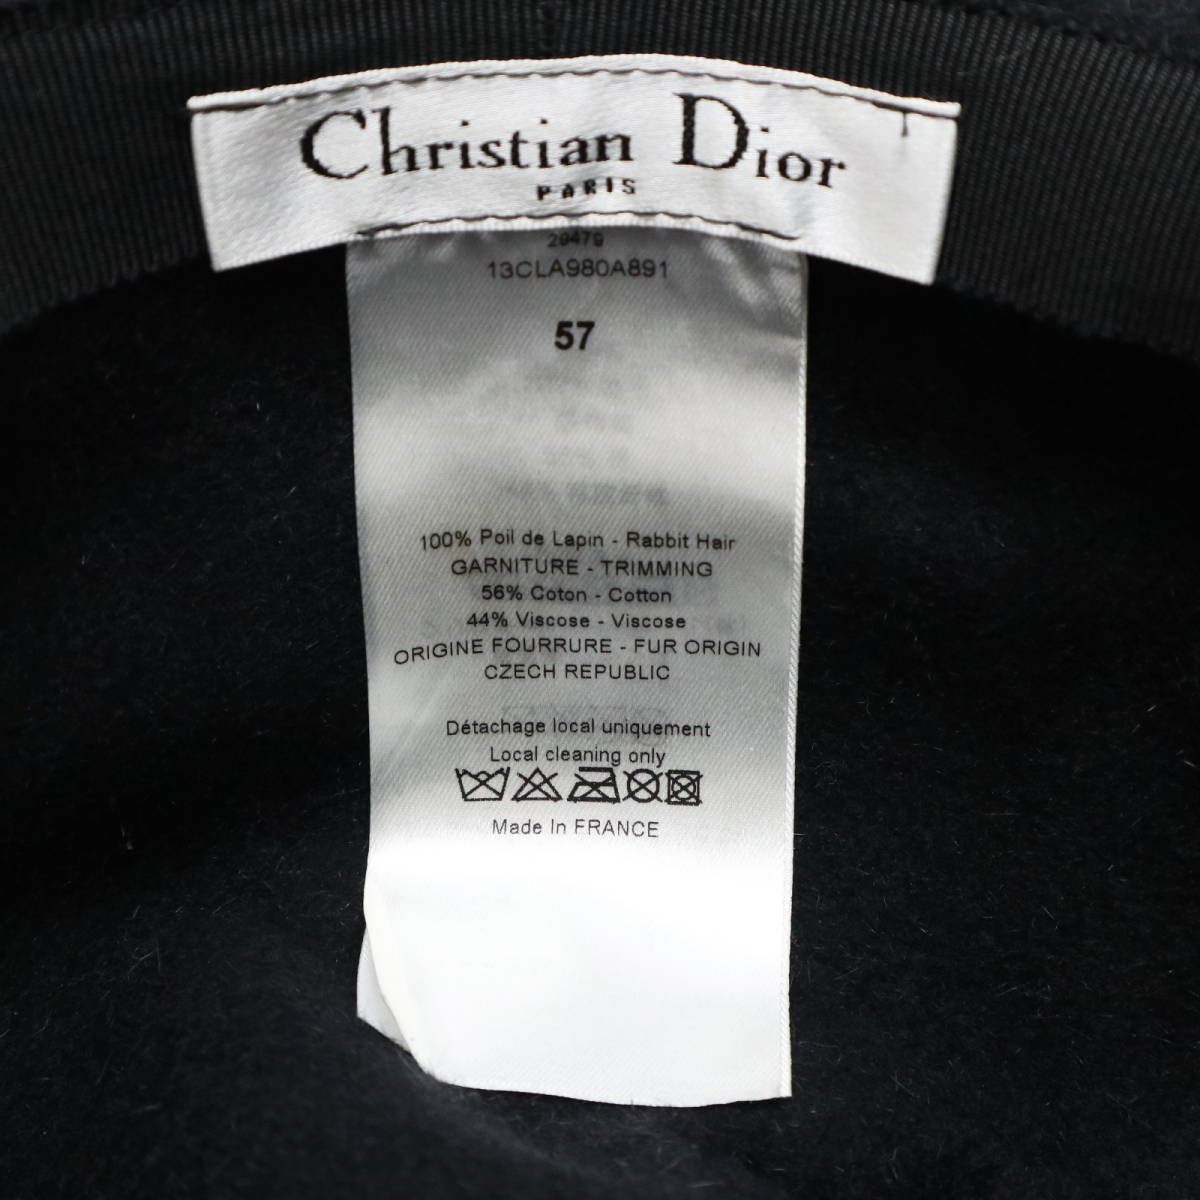 Christian Dior
PARIS
29479
13CLA980A891
57
100% Poil de Lapin - Rabbit Hair
GARNITURE - TRIMMING
56% Coton - Cotton
44% Viscose - Viscose
ORIGINE FOURRURE - FUR ORIGIN
CZECH REPUBLIC
Détachage local uniquement
Local cleaning only
Made In FRANCE